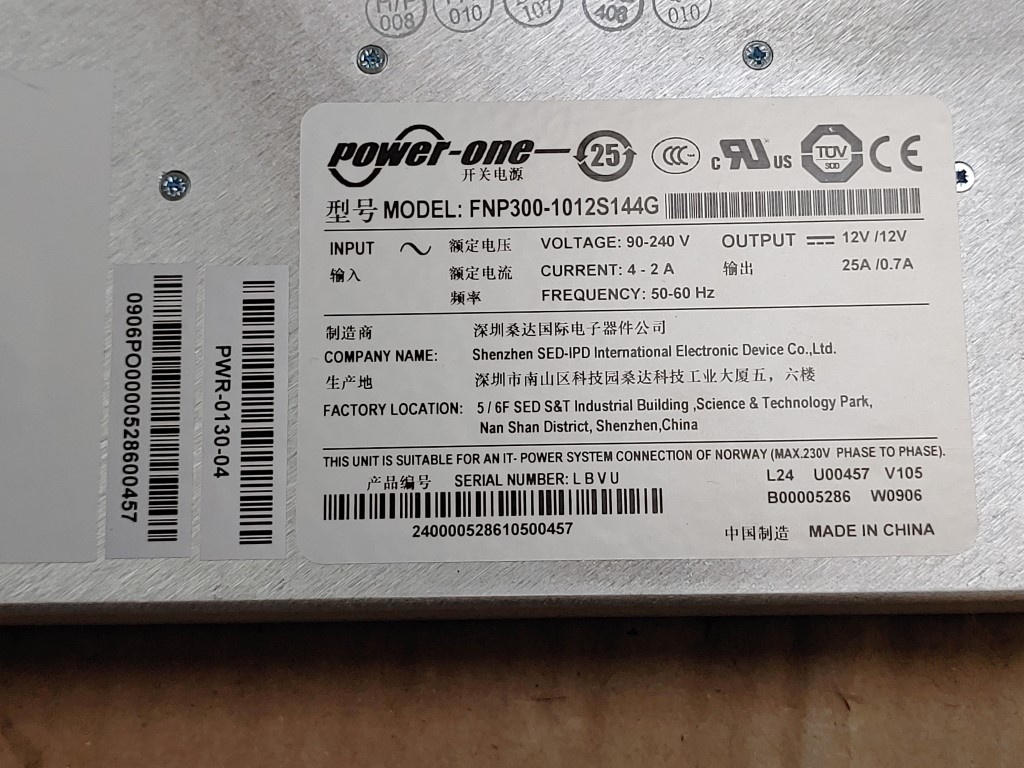 H/P
008
010
107
408
QC
010
power-one
25
CCC
c RU us
TÜV
SÜD
CE
开关电源
型号 MODEL: FNP300-1012S144G
INPUT 额定电压 VOLTAGE: 90-240 V OUTPUT 12V /12V
输入 额定电流 CURRENT: 4 - 2 A 输出 25A /0.7A
频率 FREQUENCY: 50-60 Hz
制造商 深圳桑达国际电子器件公司
COMPANY NAME: Shenzhen SED-IPD International Electronic Device Co.,Ltd.
生产地 深圳市南山区科技园桑达科技工业大厦五，六楼
FACTORY LOCATION: 5 / 6F SED S&T Industrial Building ,Science & Technology Park,
Nan Shan District, Shenzhen,China
THIS UNIT IS SUITABLE FOR AN IT- POWER SYSTEM CONNECTION OF NORWAY (MAX.230V PHASE TO PHASE).
产品编号 SERIAL NUMBER: L B V U L24 U00457 V105
B00005286 W0906
240000528610500457
中国制造 MADE IN CHINA
0906PO0000528600457
PWR-0130-04